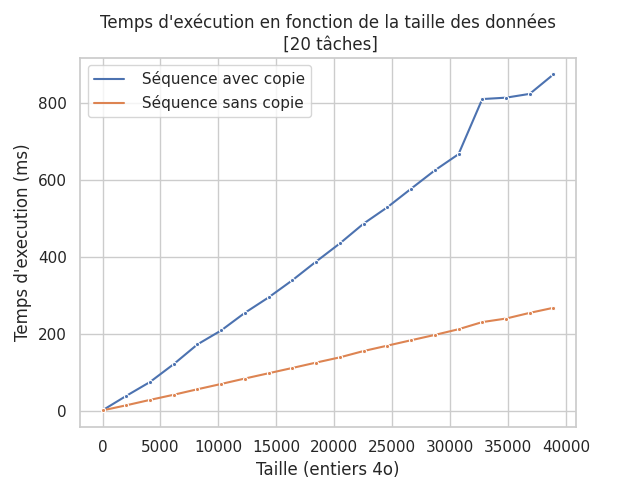 Temps d'exécution en fonction de la taille des données
[20 tâches]
Séquence avec copie
Séquence sans copie
Temps d'execution (ms)
800
600
400
200
0
0 5000 10000 15000 20000 25000 30000 35000 40000
Taille (entiers 4o)